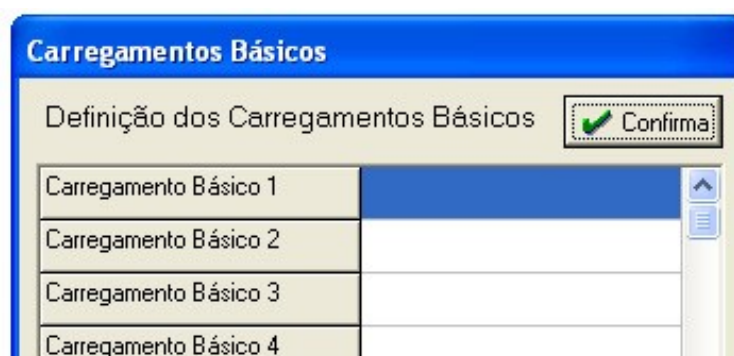 Carregamentos Básicos
Definição dos Carregamentos Básicos Confirma
Carregamento Básico 1
Carregamento Básico 2
Carregamento Básico 3
Carregamento Básico 4